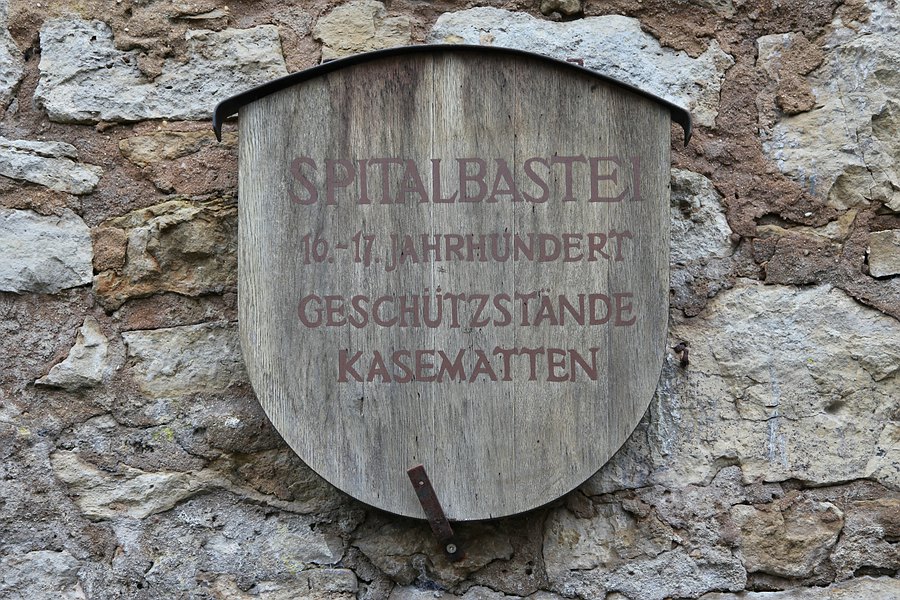 SPITALBASTEI
16.-17. JAHRHUNDERT
GESCHÜTZSTÄNDE
KASEMATTEN